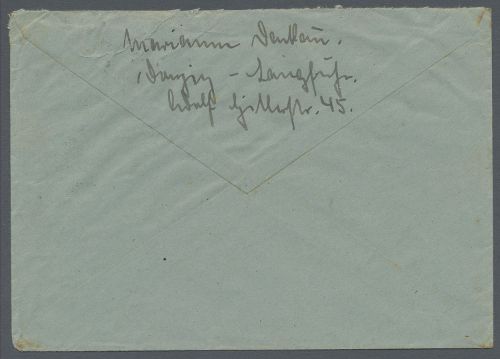 Marianne
Danzig - Langfuhr.
Adolf Hitlerstr. 45.